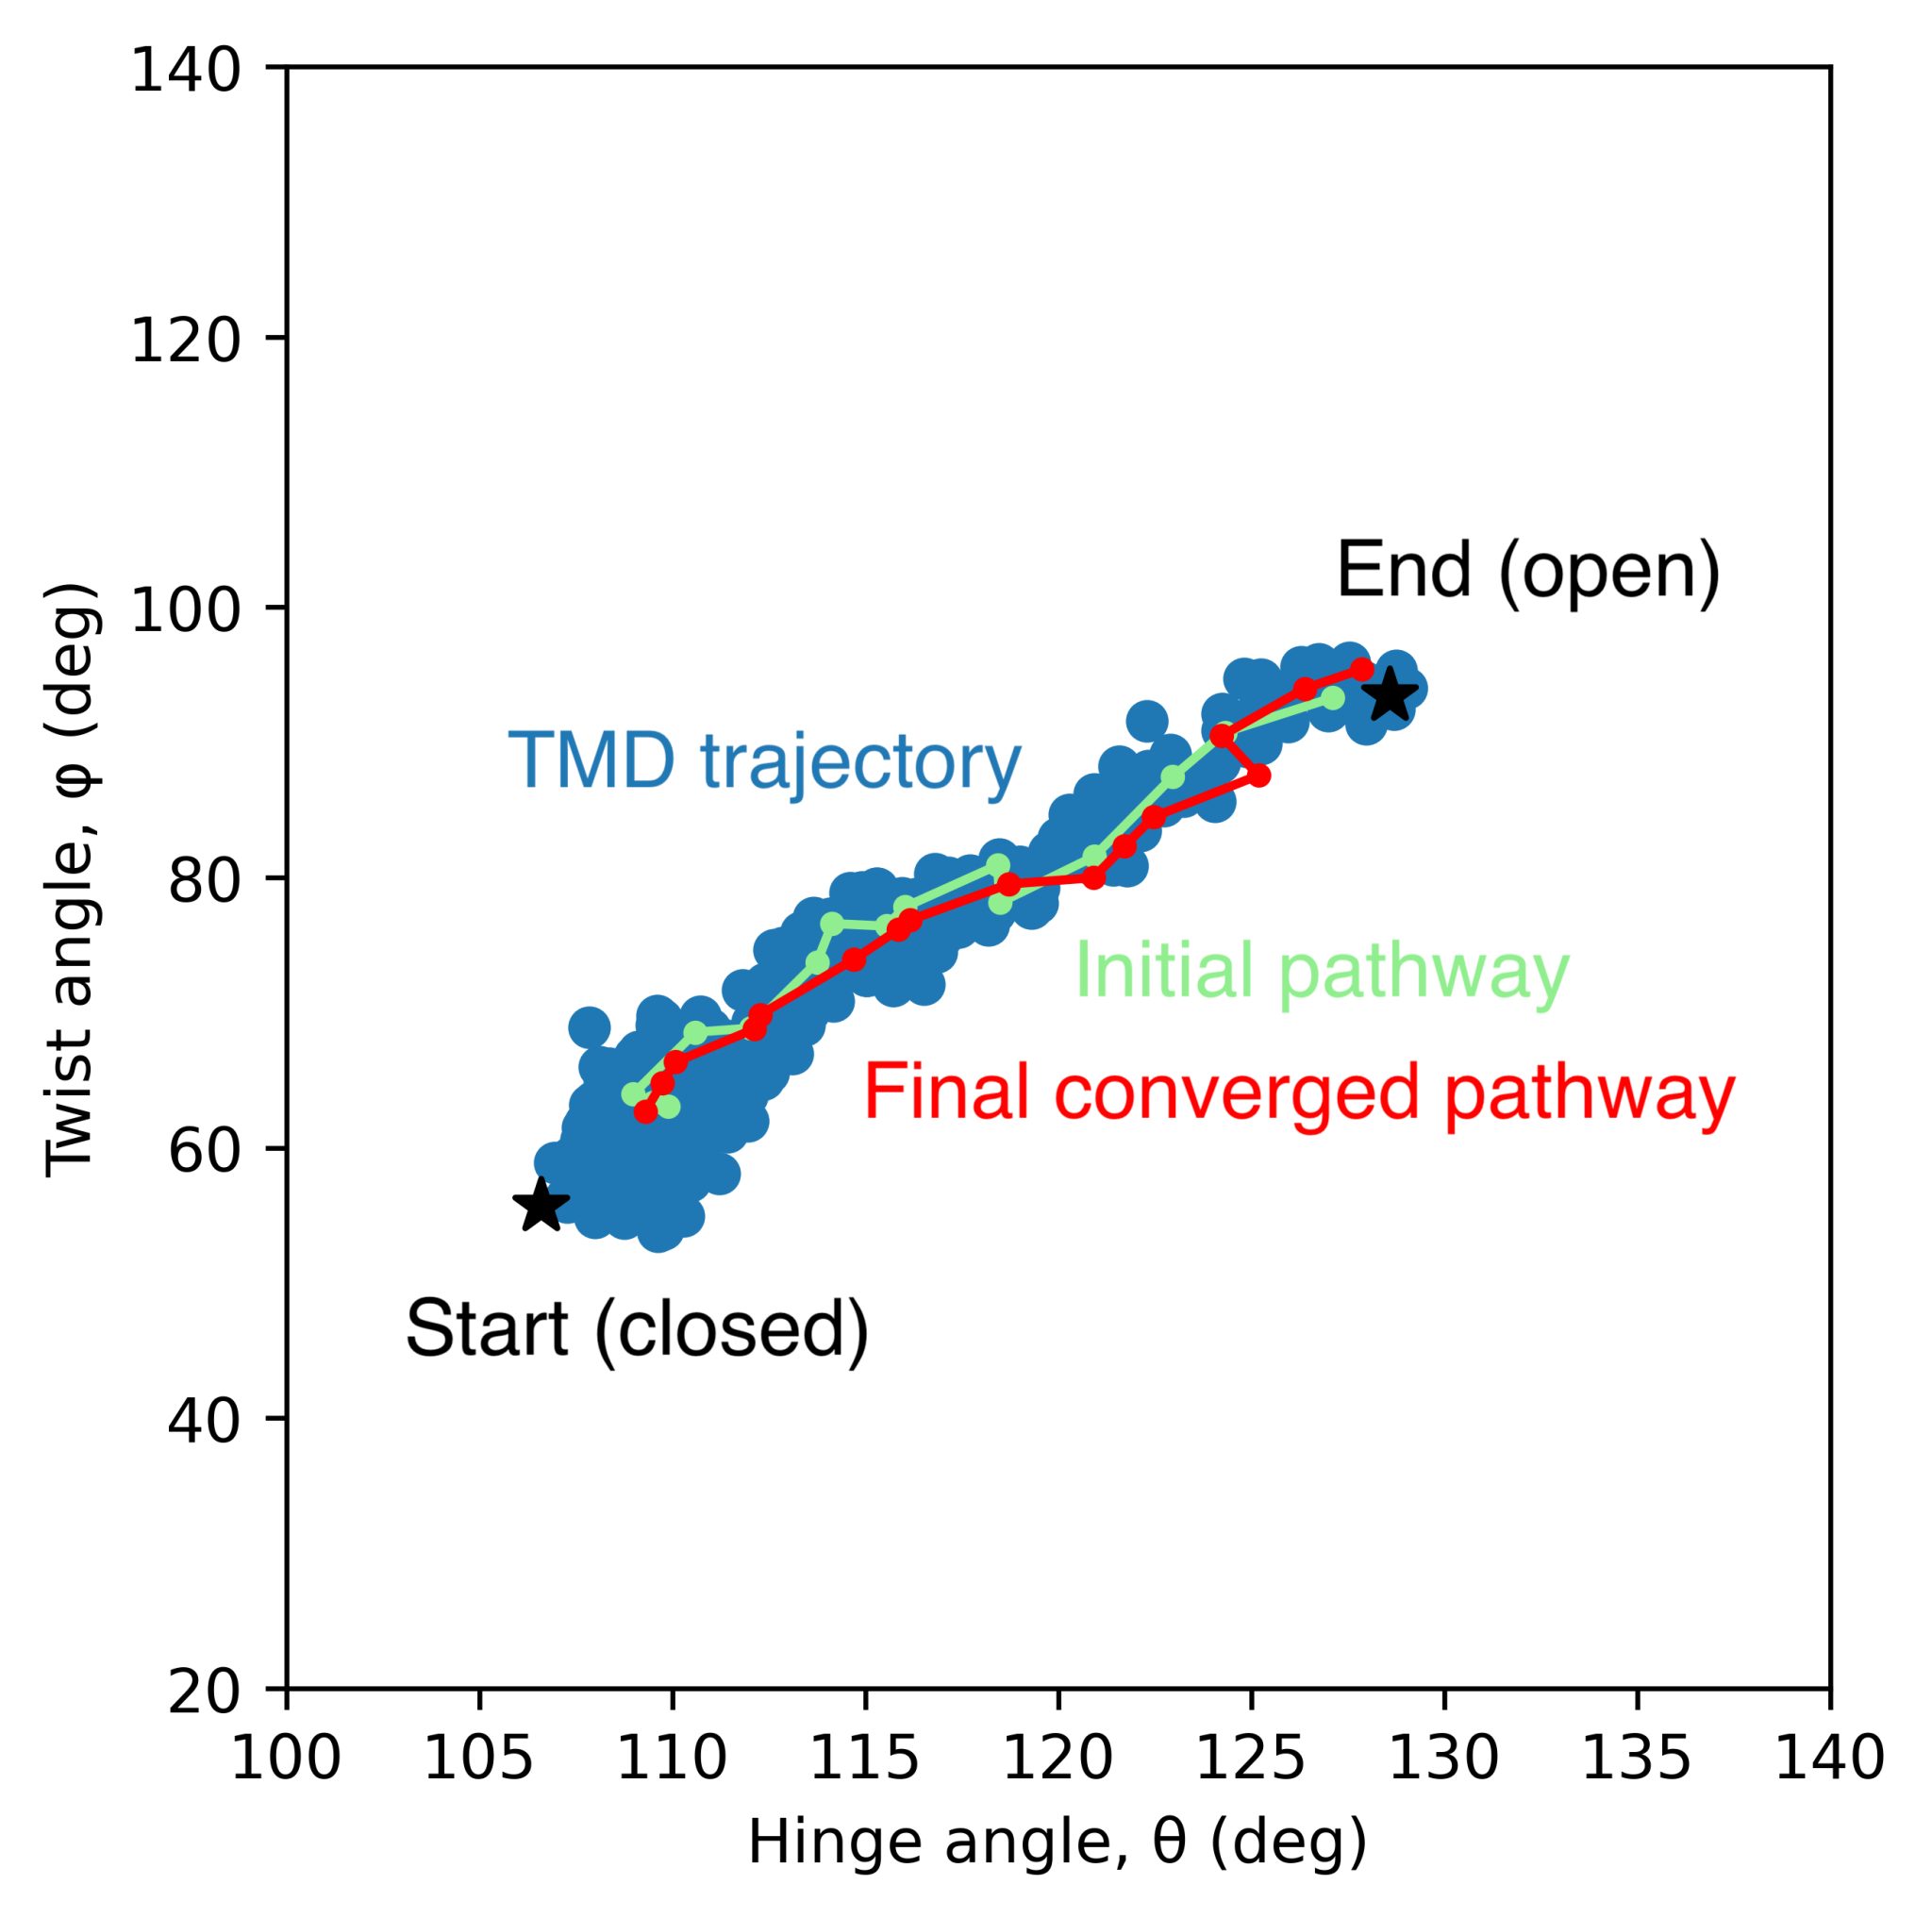 140
120
100
80
60
40
20
Twist angle, φ (deg)
End (open)
TMD trajectory
Initial pathway
Final converged pathway
Start (closed)
100 105 110 115 120 125 130 135 140
Hinge angle, θ (deg)